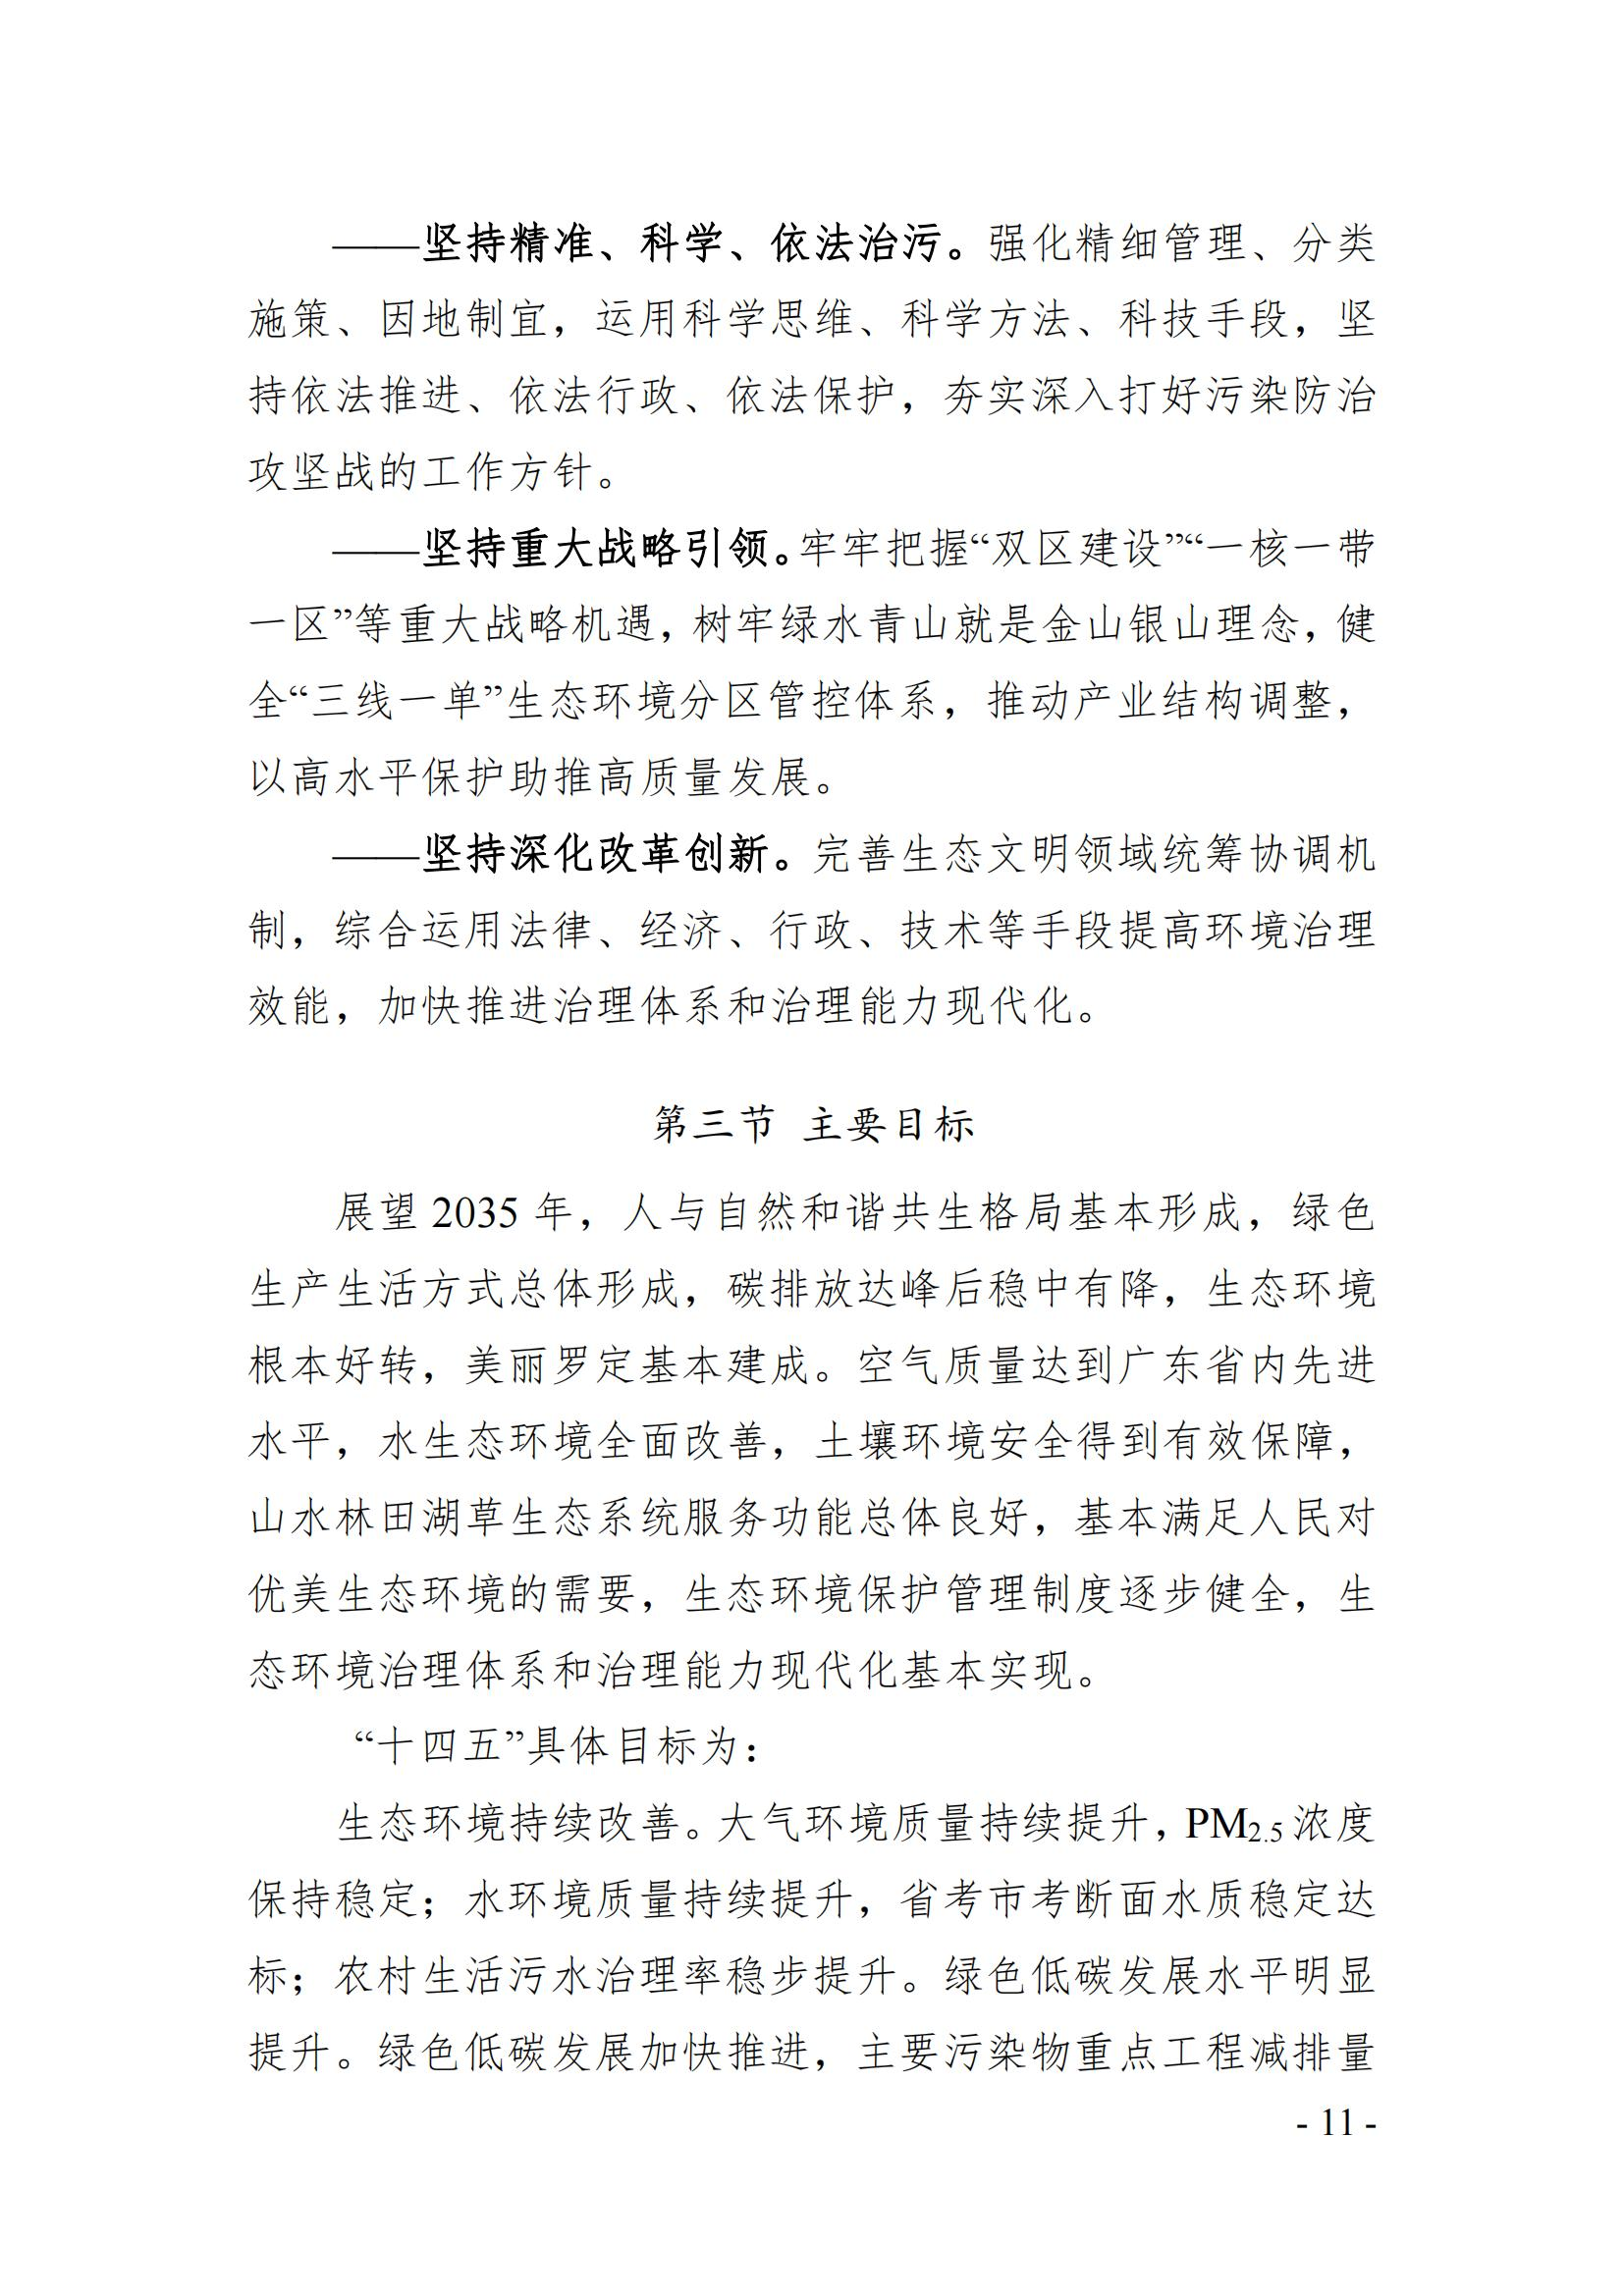 ——坚持精准、科学、依法治污。强化精细管理、分类
施策、因地制宜，运用科学思维、科学方法、科技手段，坚
持依法推进、依法行政、依法保护，夯实深入打好污染防治
攻坚战的工作方针。
——坚持重大战略引领。牢牢把握“双区建设”“一核一带
一区”等重大战略机遇，树牢绿水青山就是金山银山理念，健
全“三线一单”生态环境分区管控体系，推动产业结构调整，
以高水平保护助推高质量发展。
——坚持深化改革创新。完善生态文明领域统筹协调机
制，综合运用法律、经济、行政、技术等手段提高环境治理
效能，加快推进治理体系和治理能力现代化。
第三节 主要目标
展望 2035 年，人与自然和谐共生格局基本形成，绿色
生产生活方式总体形成，碳排放达峰后稳中有降，生态环境
根本好转，美丽罗定基本建成。空气质量达到广东省内先进
水平，水生态环境全面改善，土壤环境安全得到有效保障，
山水林田湖草生态系统服务功能总体良好，基本满足人民对
优美生态环境的需要，生态环境保护管理制度逐步健全，生
态环境治理体系和治理能力现代化基本实现。
“十四五”具体目标为：
生态环境持续改善。大气环境质量持续提升，PM2.5 浓度
保持稳定；水环境质量持续提升，省考市考断面水质稳定达
标；农村生活污水治理率稳步提升。绿色低碳发展水平明显
提升。绿色低碳发展加快推进，主要污染物重点工程减排量
- 11 -